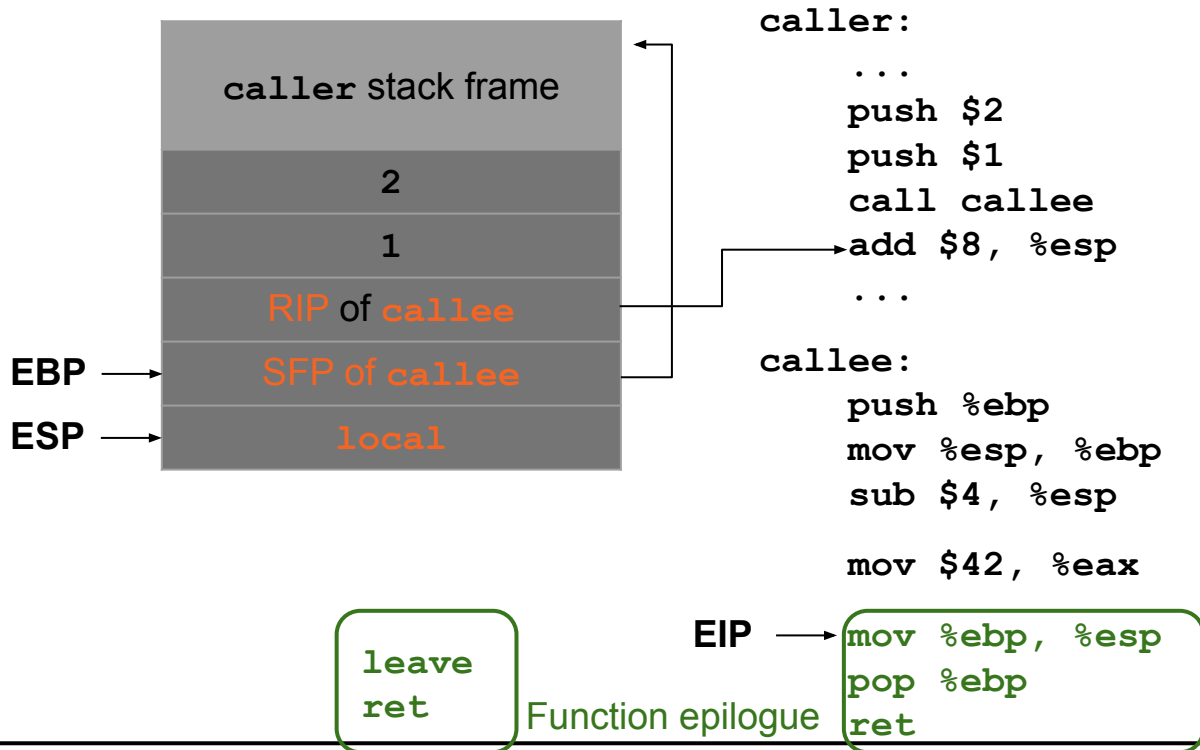 caller stack frame
2
1
RIP of callee
SFP of callee
local
EBP
ESP
caller:
...
push $2
push $1
call callee
add $8, %esp
...
callee:
push %ebp
mov %esp, %ebp
sub $4, %esp
mov $42, %eax
EIP
mov %ebp, %esp
pop %ebp
ret
leave
ret
Function epilogue